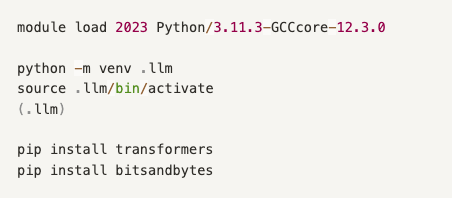 module load 2023 Python/3.11.3-GCCcore-12.3.0
python -m venv .llm
source .llm/bin/activate
(.llm)
pip install transformers
pip install bitsandbytes